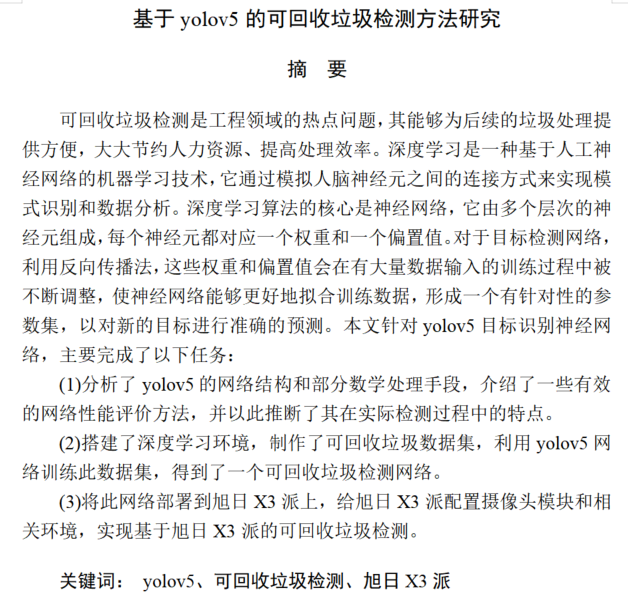 基于 yolov5 的可回收垃圾检测方法研究
摘 要
可回收垃圾检测是工程领域的热点问题,其能够为后续的垃圾处理提
供方便，大大节约人力资源、提高处理效率。深度学习是一种基于人工神
经网络的机器学习技术，它通过模拟人脑神经元之间的连接方式来实现模
式识别和数据分析。深度学习算法的核心是神经网络，它由多个层次的神
经元组成，每个神经元都对应一个权重和一个偏置值。对于目标检测网络，
利用反向传播法，这些权重和偏置值会在有大量数据输入的训练过程中被
不断调整，使神经网络能够更好地拟合训练数据，形成一个有针对性的参
数集，以对新的目标进行准确的预测。本文针对 yolov5 目标识别神经网
络，主要完成了以下任务：
(1)分析了 yolov5 的网络结构和部分数学处理手段，介绍了一些有效
的网络性能评价方法，并以此推断了其在实际检测过程中的特点。
(2)搭建了深度学习环境，制作了可回收垃圾数据集，利用 yolov5 网
络训练此数据集，得到了一个可回收垃圾检测网络。
(3)将此网络部署到旭日 X3 派上，给旭日 X3 派配置摄像头模块和相
关环境，实现基于旭日 X3 派的可回收垃圾检测。
关键词： yolov5、可回收垃圾检测、旭日 X3 派